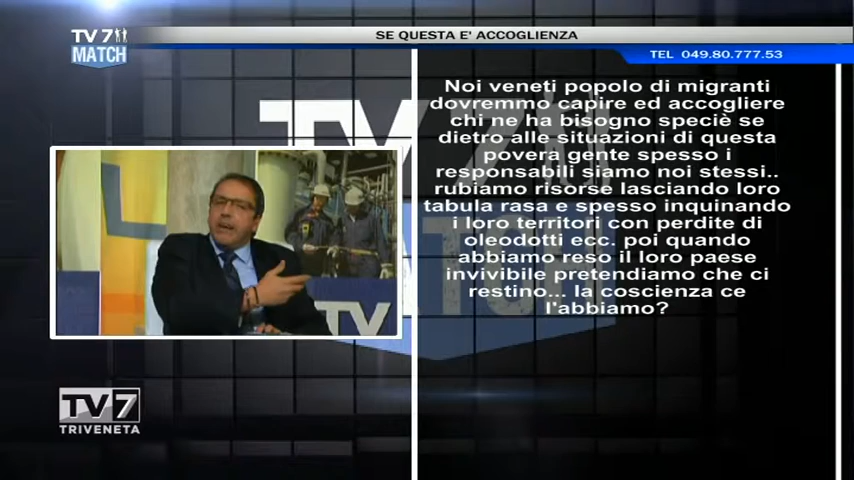 TV 7
MATCH
SE QUESTA E' ACCOGLIENZA
TEL 049.80.777.53
Noi veneti popolo di migranti
dovremmo capire ed accogliere
chi ne ha bisogno speciè se
dietro alle situazioni di questa
povera gente spesso i
responsabili siamo noi stessi..
rubiamo risorse lasciando loro
tabula rasa e spesso inquinando
i loro territori con perdite di
oleodotti ecc. poi quando
abbiamo reso il loro paese
invivibile pretendiamo che ci
restino... la coscienza ce
l'abbiamo?
TV
TV7
TRIVENETA